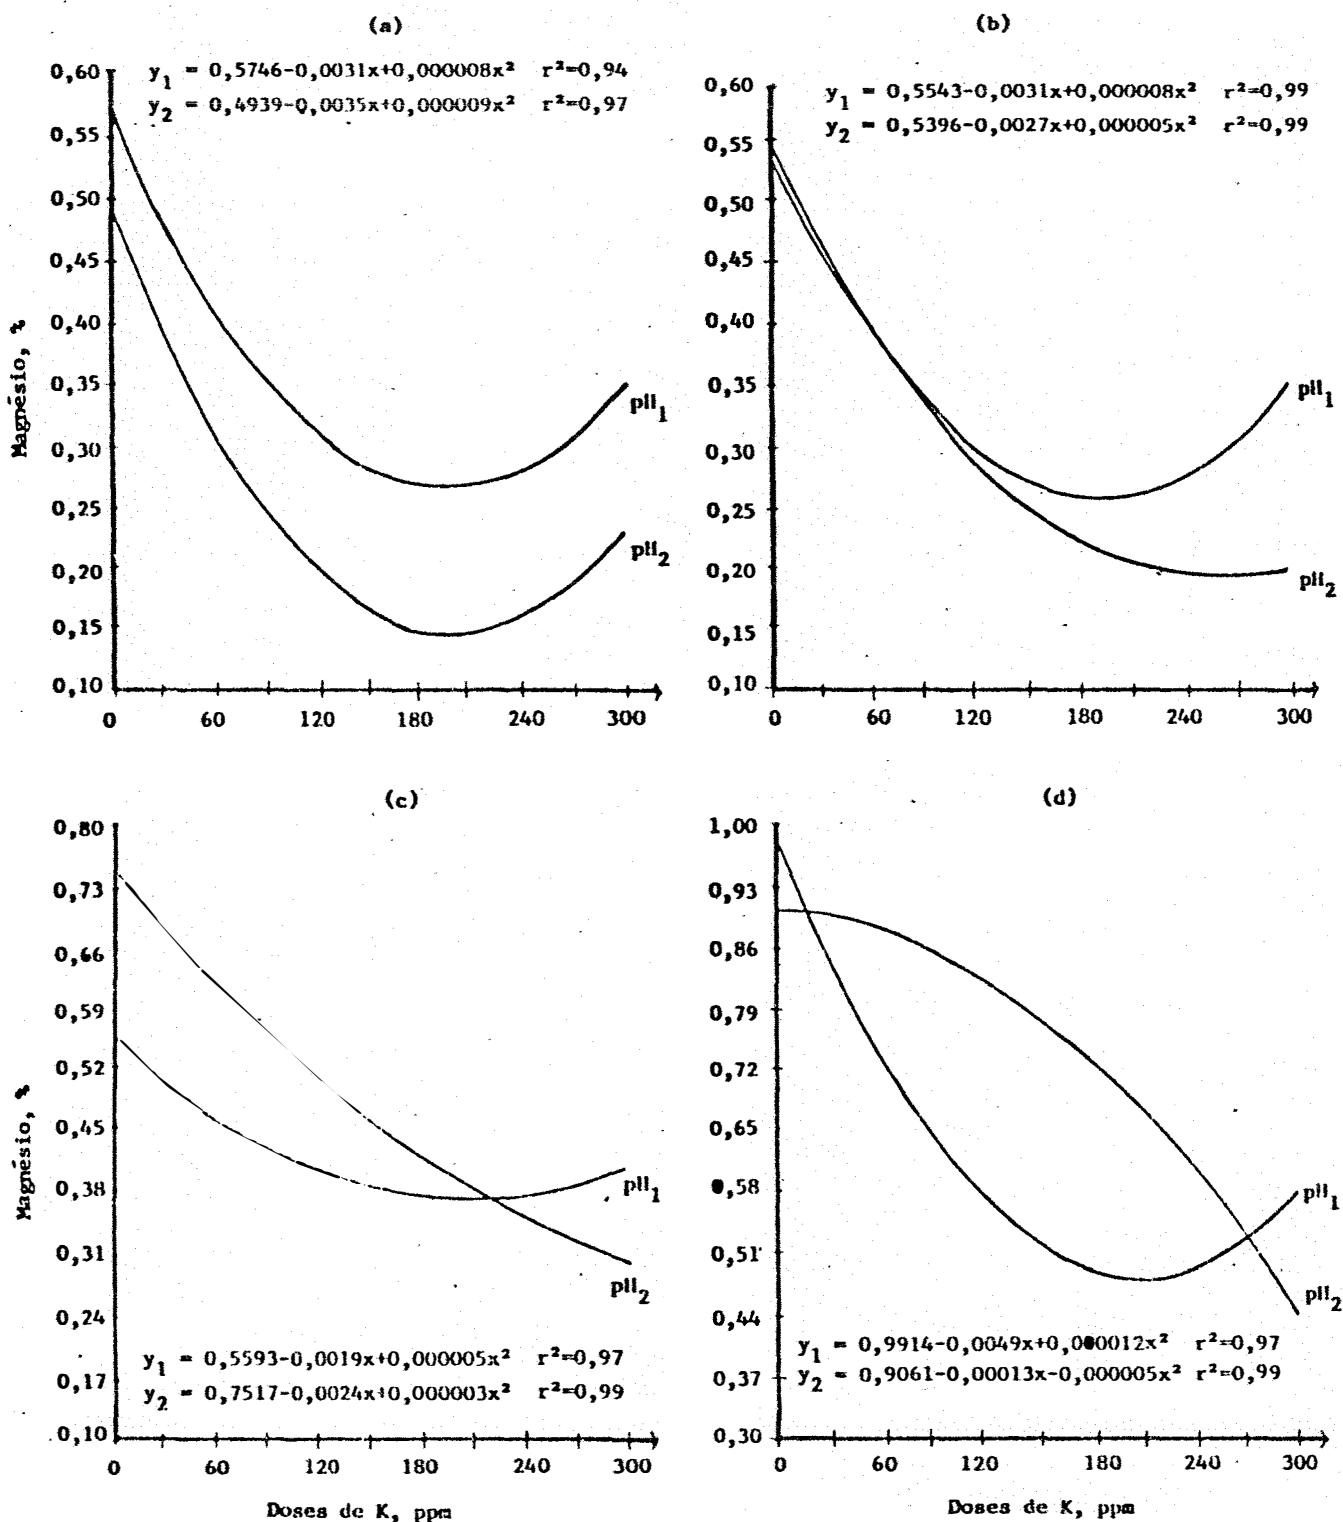 (a)
y1 = 0,5746-0,0031x+0,000008x² r²=0,94
y2 = 0,4939-0,0035x+0,000009x² r²=0,97
0,60
0,55
0,50
0,45
0,40
0,35
0,30
0,25
0,20
0,15
0,10
Magnésio, %
pH1
pH2
0 60 120 180 240 300
(b)
y1 = 0,5543-0,0031x+0,000008x² r²=0,99
y2 = 0,5396-0,0027x+0,000005x² r²=0,99
0,60
0,55
0,50
0,45
0,40
0,35
0,30
0,25
0,20
0,15
0,10
pH1
pH2
0 60 120 180 240 300
(c)
0,80
0,73
0,66
0,59
0,52
0,45
0,38
0,31
0,24
0,17
0,10
Magnésio, %
pH1
pH2
y1 = 0,5593-0,0019x+0,000005x² r²=0,97
y2 = 0,7517-0,0024x+0,000003x² r²=0,99
0 60 120 180 240 300
Doses de K, ppm
(d)
1,00
0,93
0,86
0,79
0,72
0,65
0,58
0,51
0,44
0,37
0,30
pH1
pH2
y1 = 0,9914-0,0049x+0,000012x² r²=0,97
y2 = 0,9061-0,00013x-0,000005x² r²=0,99
0 60 120 180 240 300
Doses de K, ppm